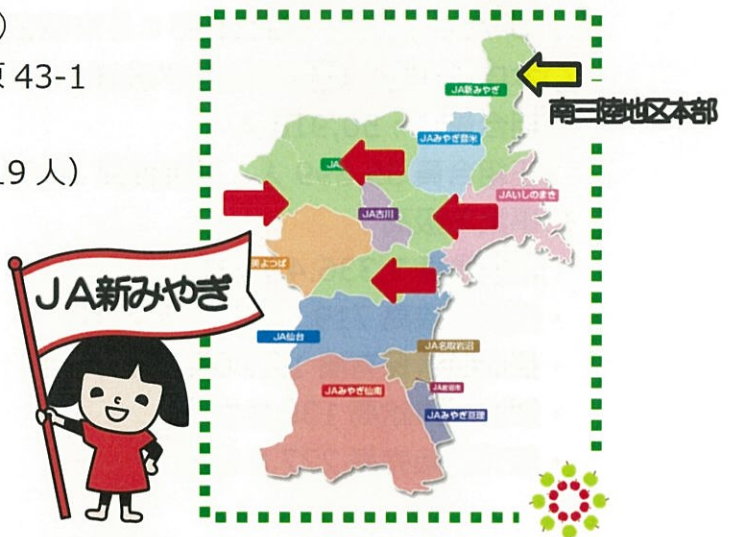 ）
43-1
19 人）
JA新みやぎ
南三陸地区本部
JAみやぎ登米
JA
JAいしのまき
JA古川
よつば
JA新みやぎ
JA仙台
JA名取岩沼
JAみやぎ仙南
JAみやぎ亘理